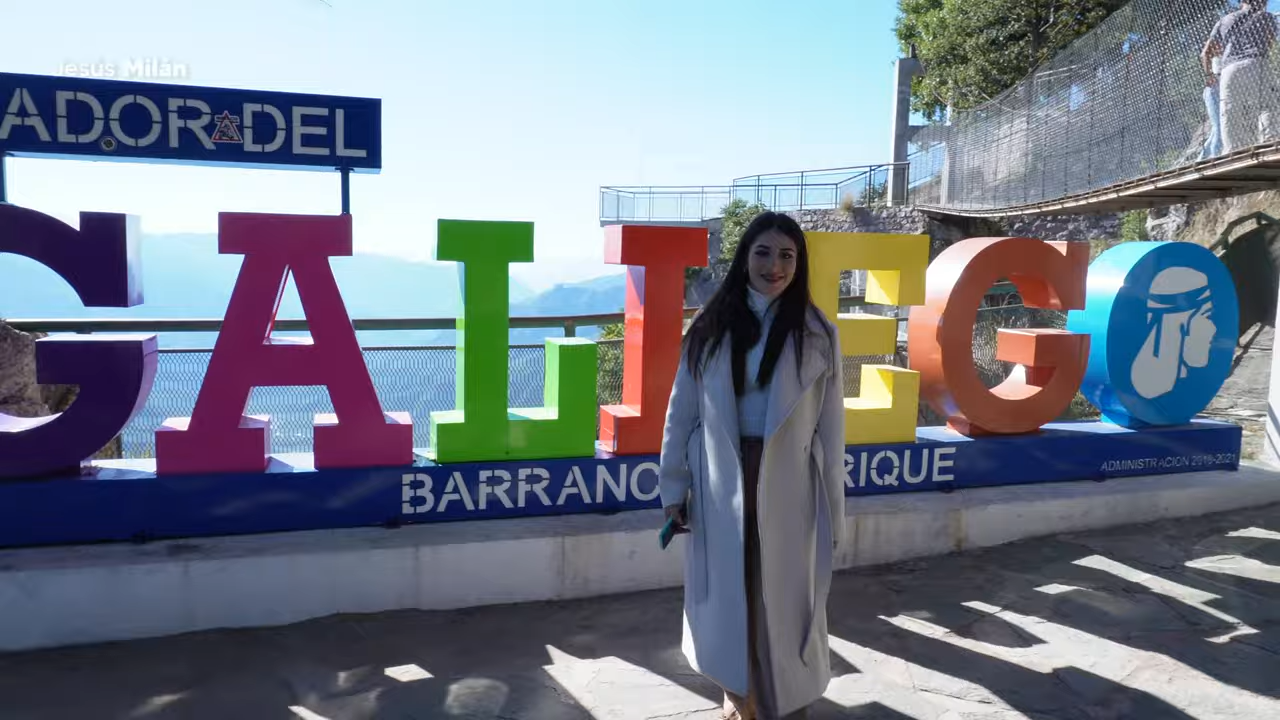 Jesús Milán
ADOR DEL
GALLEGO
BARRANC RIQUE
ADMINISTRACION 2018-2021